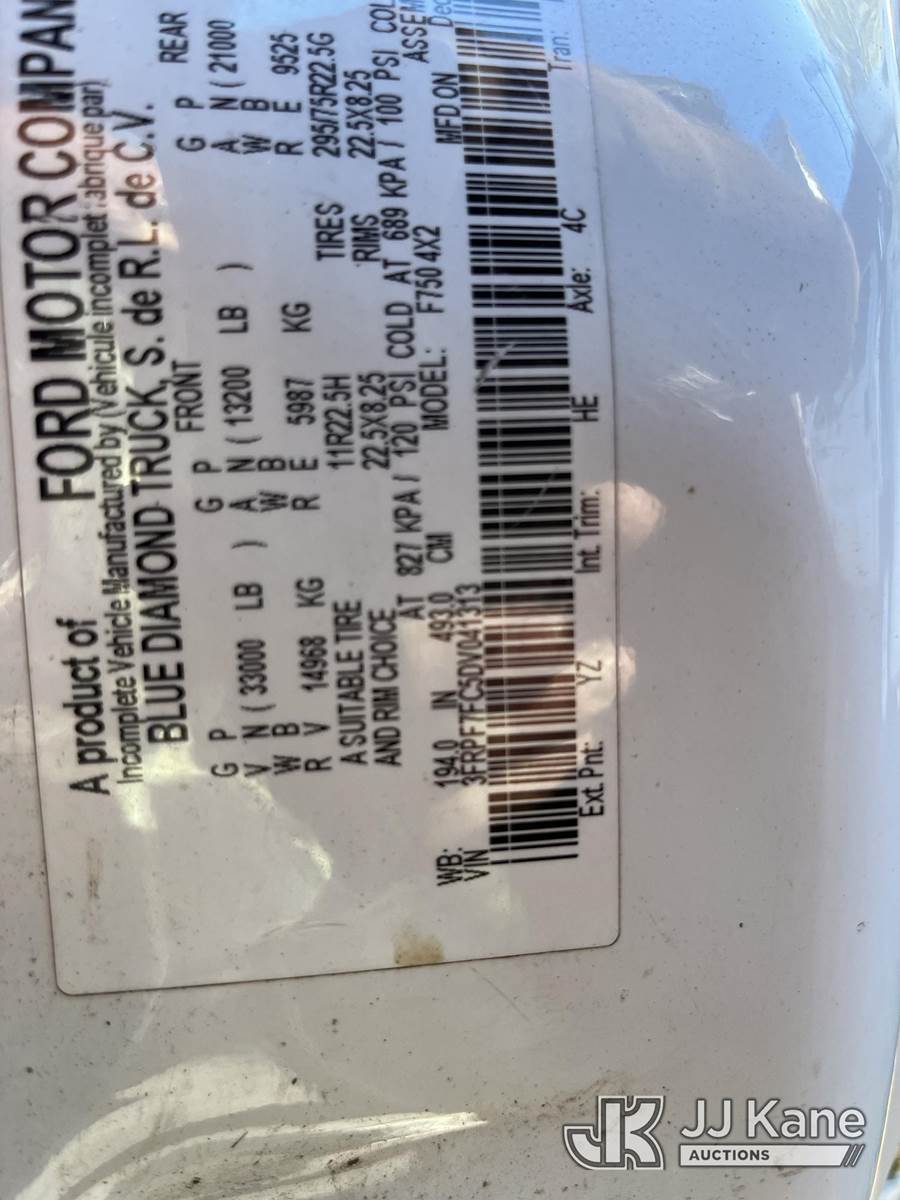 A product of FORD MOTOR COMPAN
Incomplete Vehicle Manufactured by (Vehicule incomplet fabrique par)
BLUE DIAMOND TRUCK, S. de R.L. de C.V.
FRONT REAR
G P G P G P
V N ( 33000 LB ) A N ( 13200 LB ) A N ( 21000
W B W B W B
R V 14968 KG R E 5987 KG R E 9525
A SUITABLE TIRE 11R22.5H TIRES 295/75R22.5G
AND RIM CHOICE 22.5X8.25 RIMS 22.5X8.25
AT 827 KPA / 120 PSI COLD AT 689 KPA / 100 PSI COL
WB: 194.0 IN 493.0 CM MODEL: F750 4X2 ASSEM
VIN 3FRPF7FC5DV041313 MFD ON Dec
Ext. Pnt: YZ Int. Trim: HE Axle: 4C Tran:
JK JJ Kane
AUCTIONS